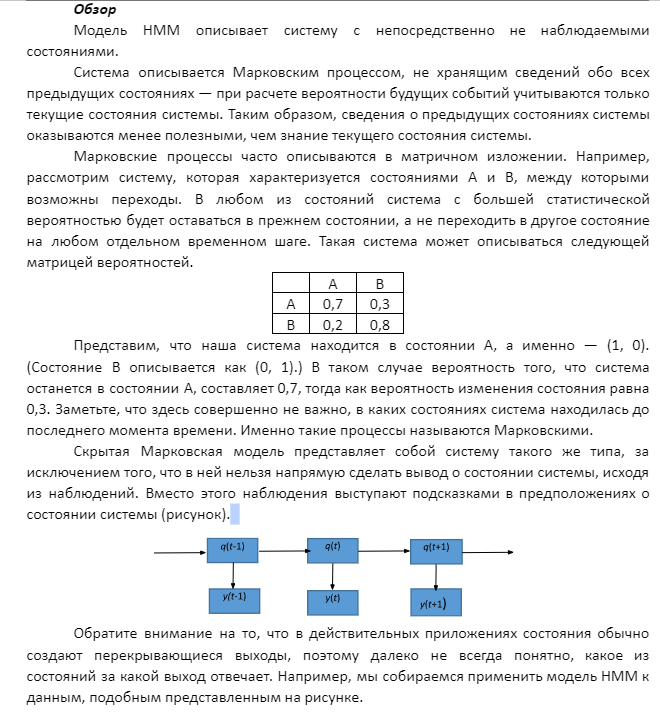 Обзор
Модель НММ описывает систему с непосредственно не наблюдаемыми
состояниями.
Система описывается Марковским процессом, не хранящим сведений обо всех
предыдущих состояниях — при расчете вероятности будущих событий учитываются только
текущие состояния системы. Таким образом, сведения о предыдущих состояниях системы
оказываются менее полезными, чем знание текущего состояния системы.
Марковские процессы часто описываются в матричном изложении. Например,
рассмотрим систему, которая характеризуется состояниями А и В, между которыми
возможны переходы. В любом из состояний система с большей статистической
вероятностью будет оставаться в прежнем состоянии, а не переходить в другое состояние
на любом отдельном временном шаге. Такая система может описываться следующей
матрицей вероятностей.
А В
А 0,7 0,3
В 0,2 0,8
Представим, что наша система находится в состоянии А, а именно — (1, 0).
(Состояние В описывается как (0, 1).) В таком случае вероятность того, что система
останется в состоянии А, составляет 0,7, тогда как вероятность изменения состояния равна
0,3. Заметьте, что здесь совершенно не важно, в каких состояниях система находилась до
последнего момента времени. Именно такие процессы называются Марковскими.
Скрытая Марковская модель представляет собой систему такого же типа, за
исключением того, что в ней нельзя напрямую сделать вывод о состоянии системы, исходя
из наблюдений. Вместо этого наблюдения выступают подсказками в предположениях о
состоянии системы (рисунок).
q(t-1) q(t) q(t+1)
y(t-1) y(t) y(t+1)
Обратите внимание на то, что в действительных приложениях состояния обычно
создают перекрывающиеся выходы, поэтому далеко не всегда понятно, какое из
состояний за какой выход отвечает. Например, мы собираемся применить модель НММ к
данным, подобным представленным на рисунке.